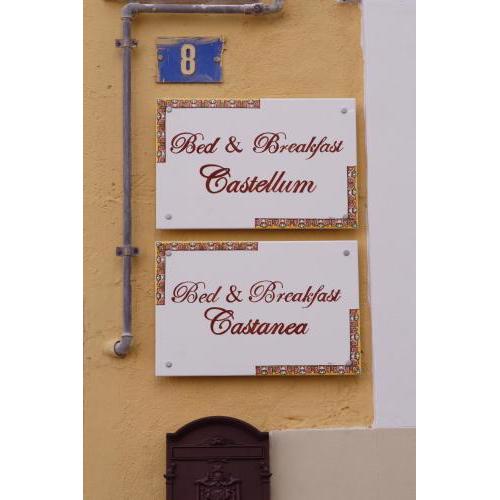 8
Bed & Breakfast
Castellum
Bed & Breakfast
Castanea